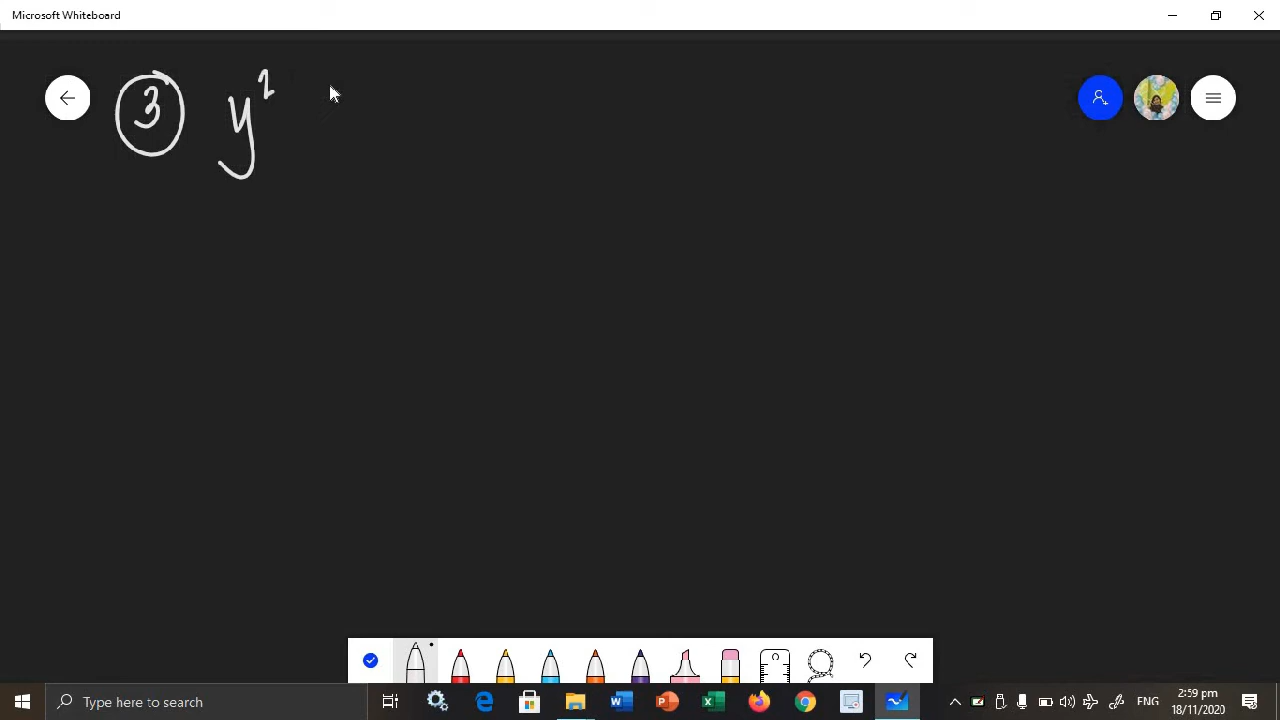 Microsoft Whiteboard
③ y²
Type here to search
ENG
2:59 pm
18/11/2020